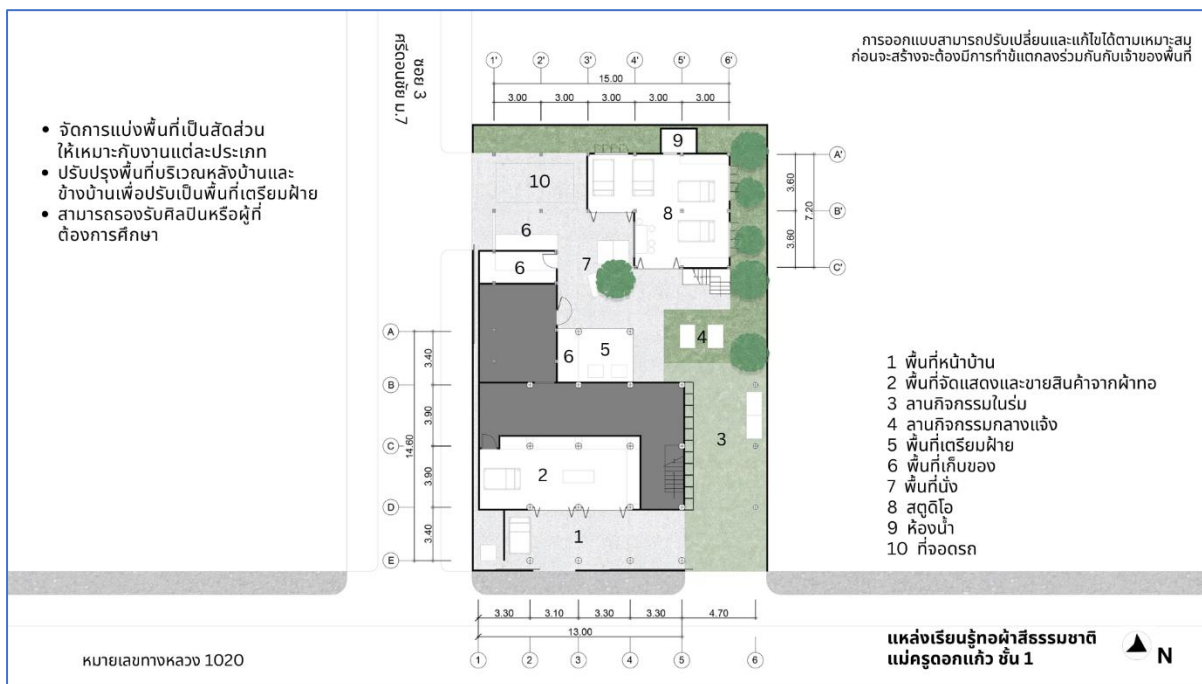 การออกแบบสามารถปรับเปลี่ยนและแก้ไขได้ตามเหมาะสม
ก่อนจะสร้างจะต้องมีการทำข้แตกลงร่วมกันกับเจ้าของพื้นที่
ซอย 3
ศรีดอนชัย ม.7
• จัดการแบ่งพื้นที่เป็นสัดส่วน
ให้เหมาะกับงานแต่ละประเภท
• ปรับปรุงพื้นที่บริเวณหลังบ้านและ
ข้างบ้านเพื่อปรับเป็นพื้นที่เตรียมฝ้าย
• สามารถรองรับศิลปินหรือผู้ที่
ต้องการศึกษา
1' 2' 3' 4' 5' 6'
15.00
3.00 3.00 3.00 3.00 3.00
9
A'
10
3.60
8
B'
7.20
6
3.60
7
6
C'
A
4
6
5
3.40
B
3.90
3
C
14.60
2
3.90
D
1
3.40
E
1 พื้นที่หน้าบ้าน
2 พื้นที่จัดแสดงและขายสินค้าจากผ้าทอ
3 ลานกิจกรรมในร่ม
4 ลานกิจกรรมกลางแจ้ง
5 พื้นที่เตรียมฝ้าย
6 พื้นที่เก็บของ
7 พื้นที่นั่ง
8 สตูดิโอ
9 ห้องน้ำ
10 ที่จอดรถ
3.30 3.10 3.30 3.30 4.70
13.00
1 2 3 4 5 6
หมายเลขทางหลวง 1020
แหล่งเรียนรู้ทอผ้าสีธรรมชาติ
แม่ครูดอกแก้ว ชั้น 1
N